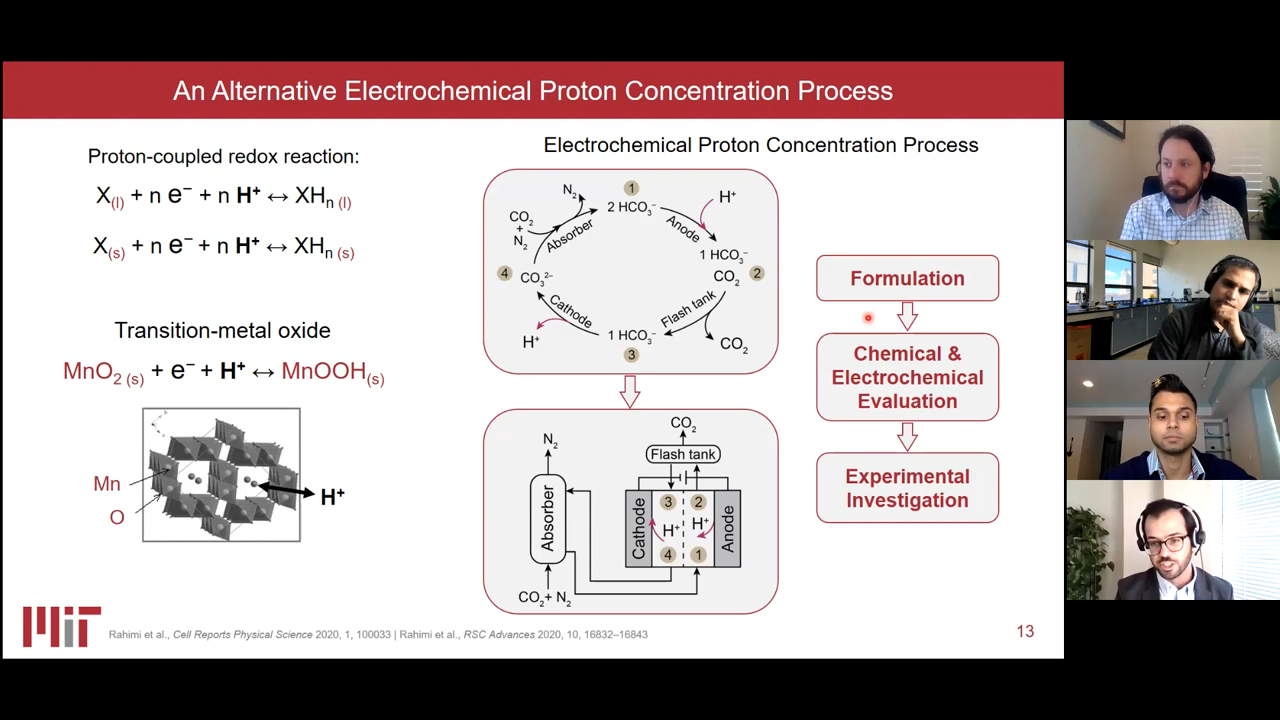 An Alternative Electrochemical Proton Concentration Process
Proton-coupled redox reaction:
X(l) + n e⁻ + n H⁺ ↔ XHn (l)
X(s) + n e⁻ + n H⁺ ↔ XHn (s)
Transition-metal oxide
MnO2 (s) + e⁻ + H⁺ ↔ MnOOH(s)
Mn
O
H⁺
Electrochemical Proton Concentration Process
N₂
1
2 HCO₃⁻
H⁺
CO₂
+
N₂
Absorber
Anode
1 HCO₃⁻
4
CO₃²⁻
CO₂
2
Cathode
Flash tank
H⁺
1 HCO₃⁻
CO₂
3
CO₂
N₂
Flash tank
Absorber
Cathode
3
2
H⁺
H⁺
4
1
Anode
CO₂+ N₂
Formulation
Chemical &
Electrochemical
Evaluation
Experimental
Investigation
MIT
Rahimi et al., Cell Reports Physical Science 2020, 1, 100033 | Rahimi et al., RSC Advances 2020, 10, 16832–16843
13